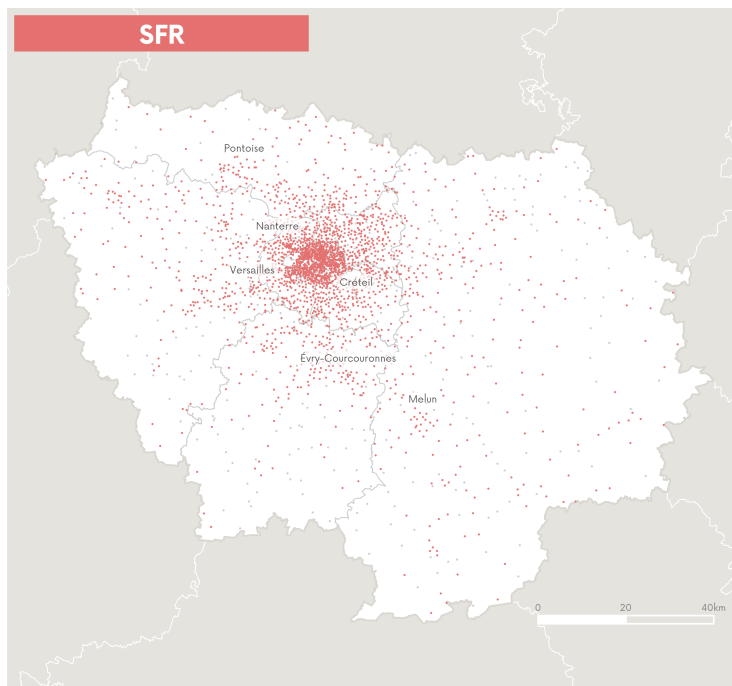 SFR
Pontoise
Nanterre
Versailles
Créteil
Évry-Courcouronnes
Melun
0 20 40km